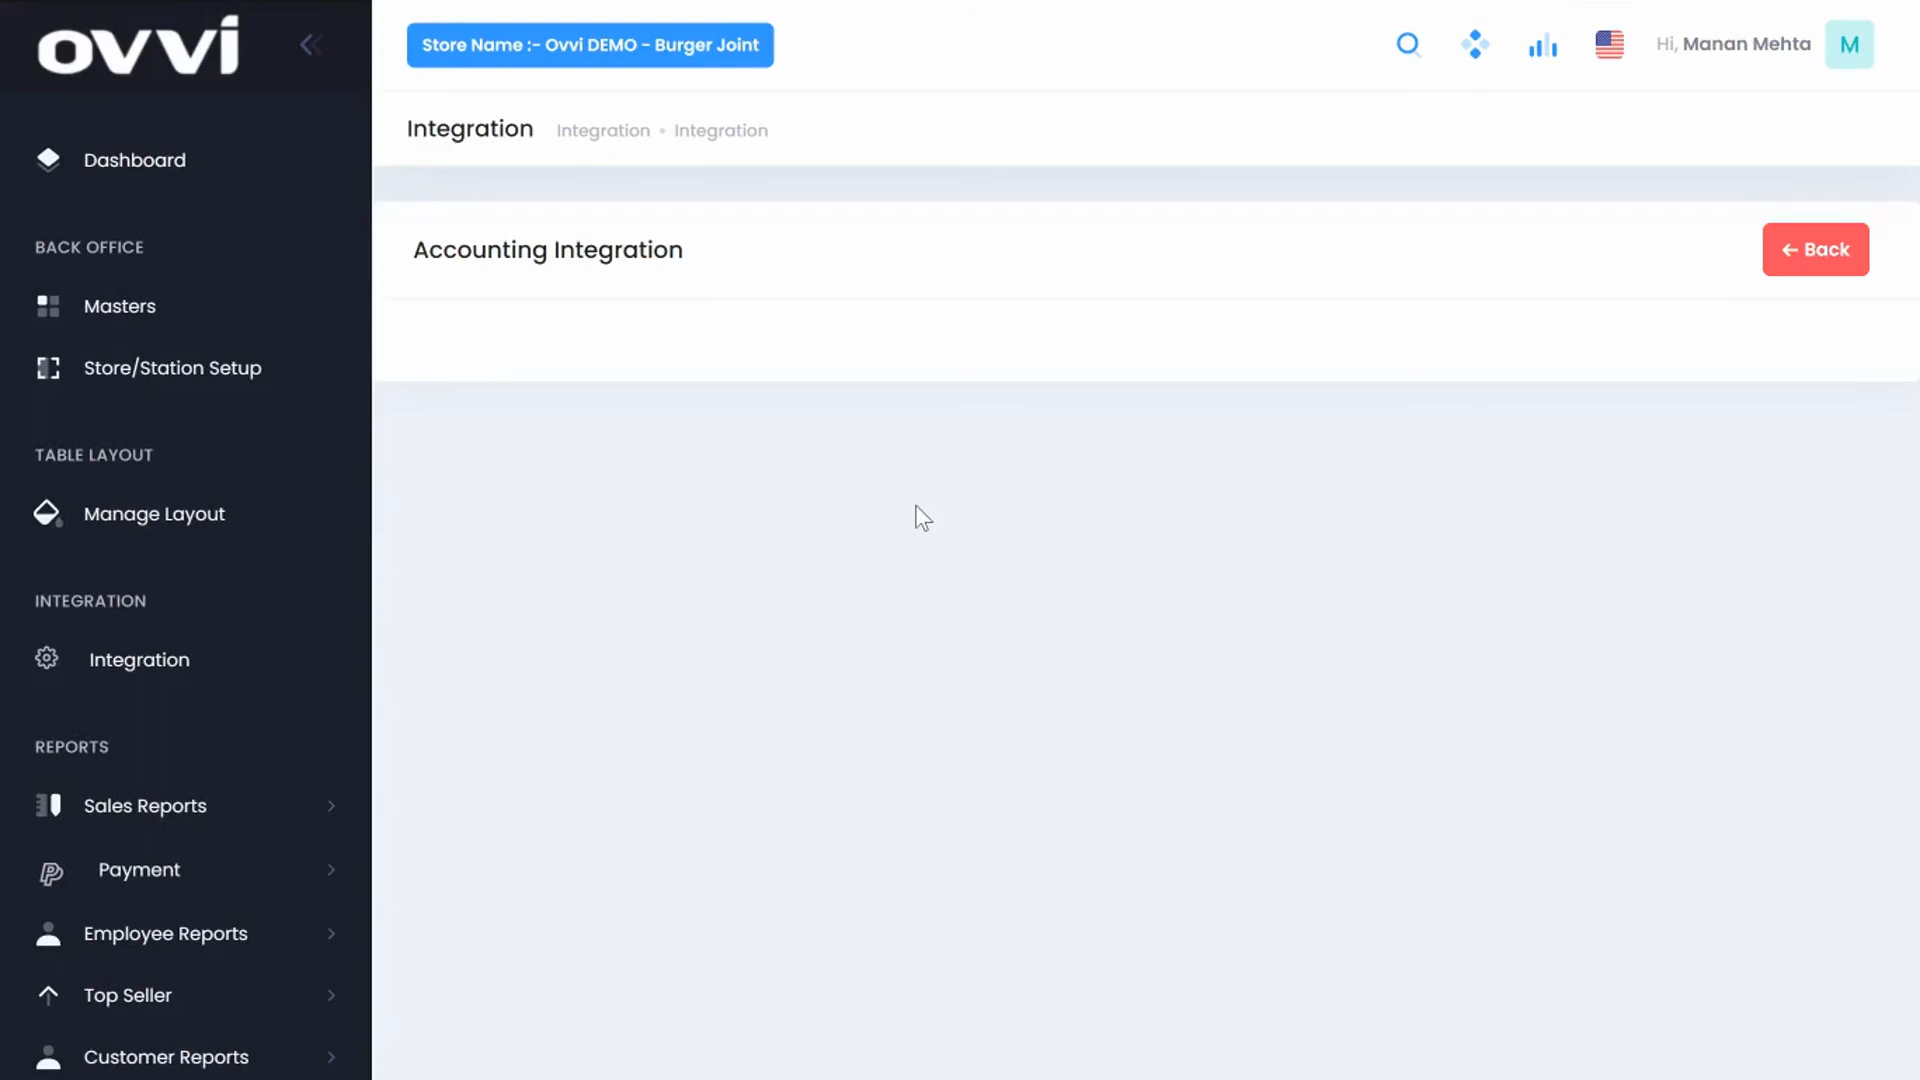 ovvi
Store Name :- Ovvi DEMO - Burger Joint
Hi, Manan Mehta
M
Integration
Integration • Integration
Dashboard
BACK OFFICE
Masters
Store/Station Setup
TABLE LAYOUT
Manage Layout
INTEGRATION
Integration
REPORTS
Sales Reports
Payment
Employee Reports
Top Seller
Customer Reports
Accounting Integration
← Back